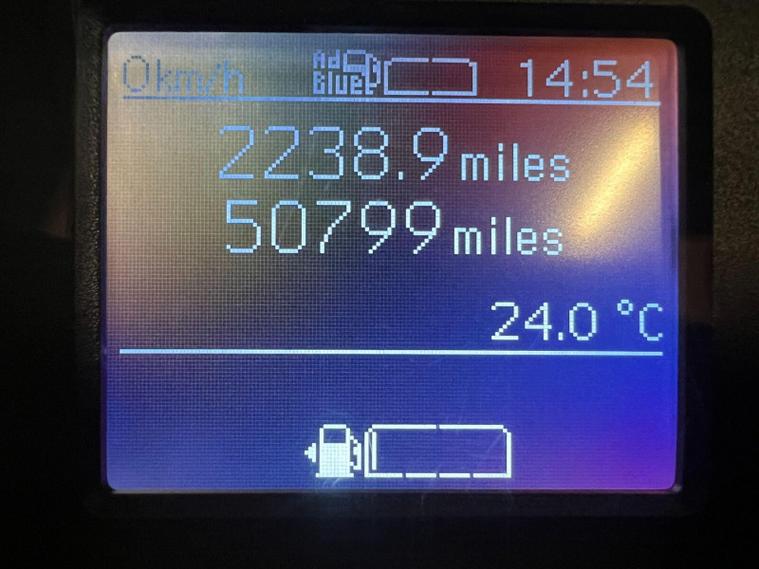 0km/h Ad Blue 14:54
2238.9 miles
50799 miles
24.0 °C